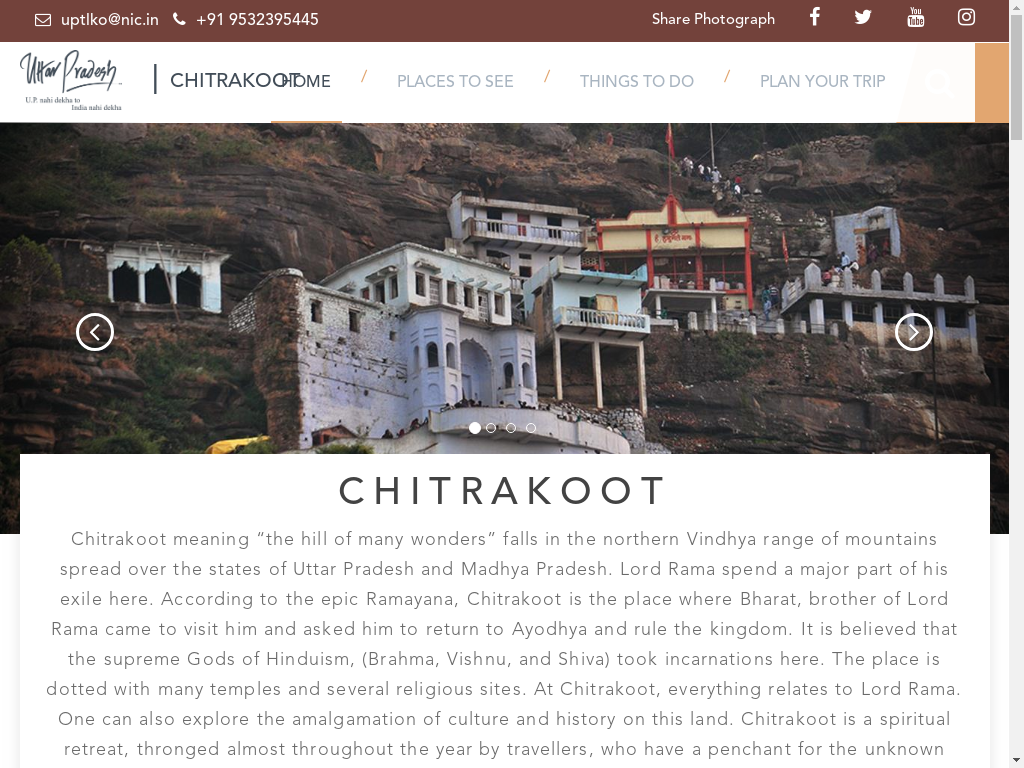 uptlko@nic.in +91 9532395445 Share Photograph You Tube
Uttar Pradesh
U.P. nahi dekha to
India nahi dekha
CHITRAKOOT
HOME / PLACES TO SEE / THINGS TO DO / PLAN YOUR TRIP
CHITRAKOOT
Chitrakoot meaning “the hill of many wonders” falls in the northern Vindhya range of mountains
spread over the states of Uttar Pradesh and Madhya Pradesh. Lord Rama spend a major part of his
exile here. According to the epic Ramayana, Chitrakoot is the place where Bharat, brother of Lord
Rama came to visit him and asked him to return to Ayodhya and rule the kingdom. It is believed that
the supreme Gods of Hinduism, (Brahma, Vishnu, and Shiva) took incarnations here. The place is
dotted with many temples and several religious sites. At Chitrakoot, everything relates to Lord Rama.
One can also explore the amalgamation of culture and history on this land. Chitrakoot is a spiritual
retreat, thronged almost throughout the year by travellers, who have a penchant for the unknown